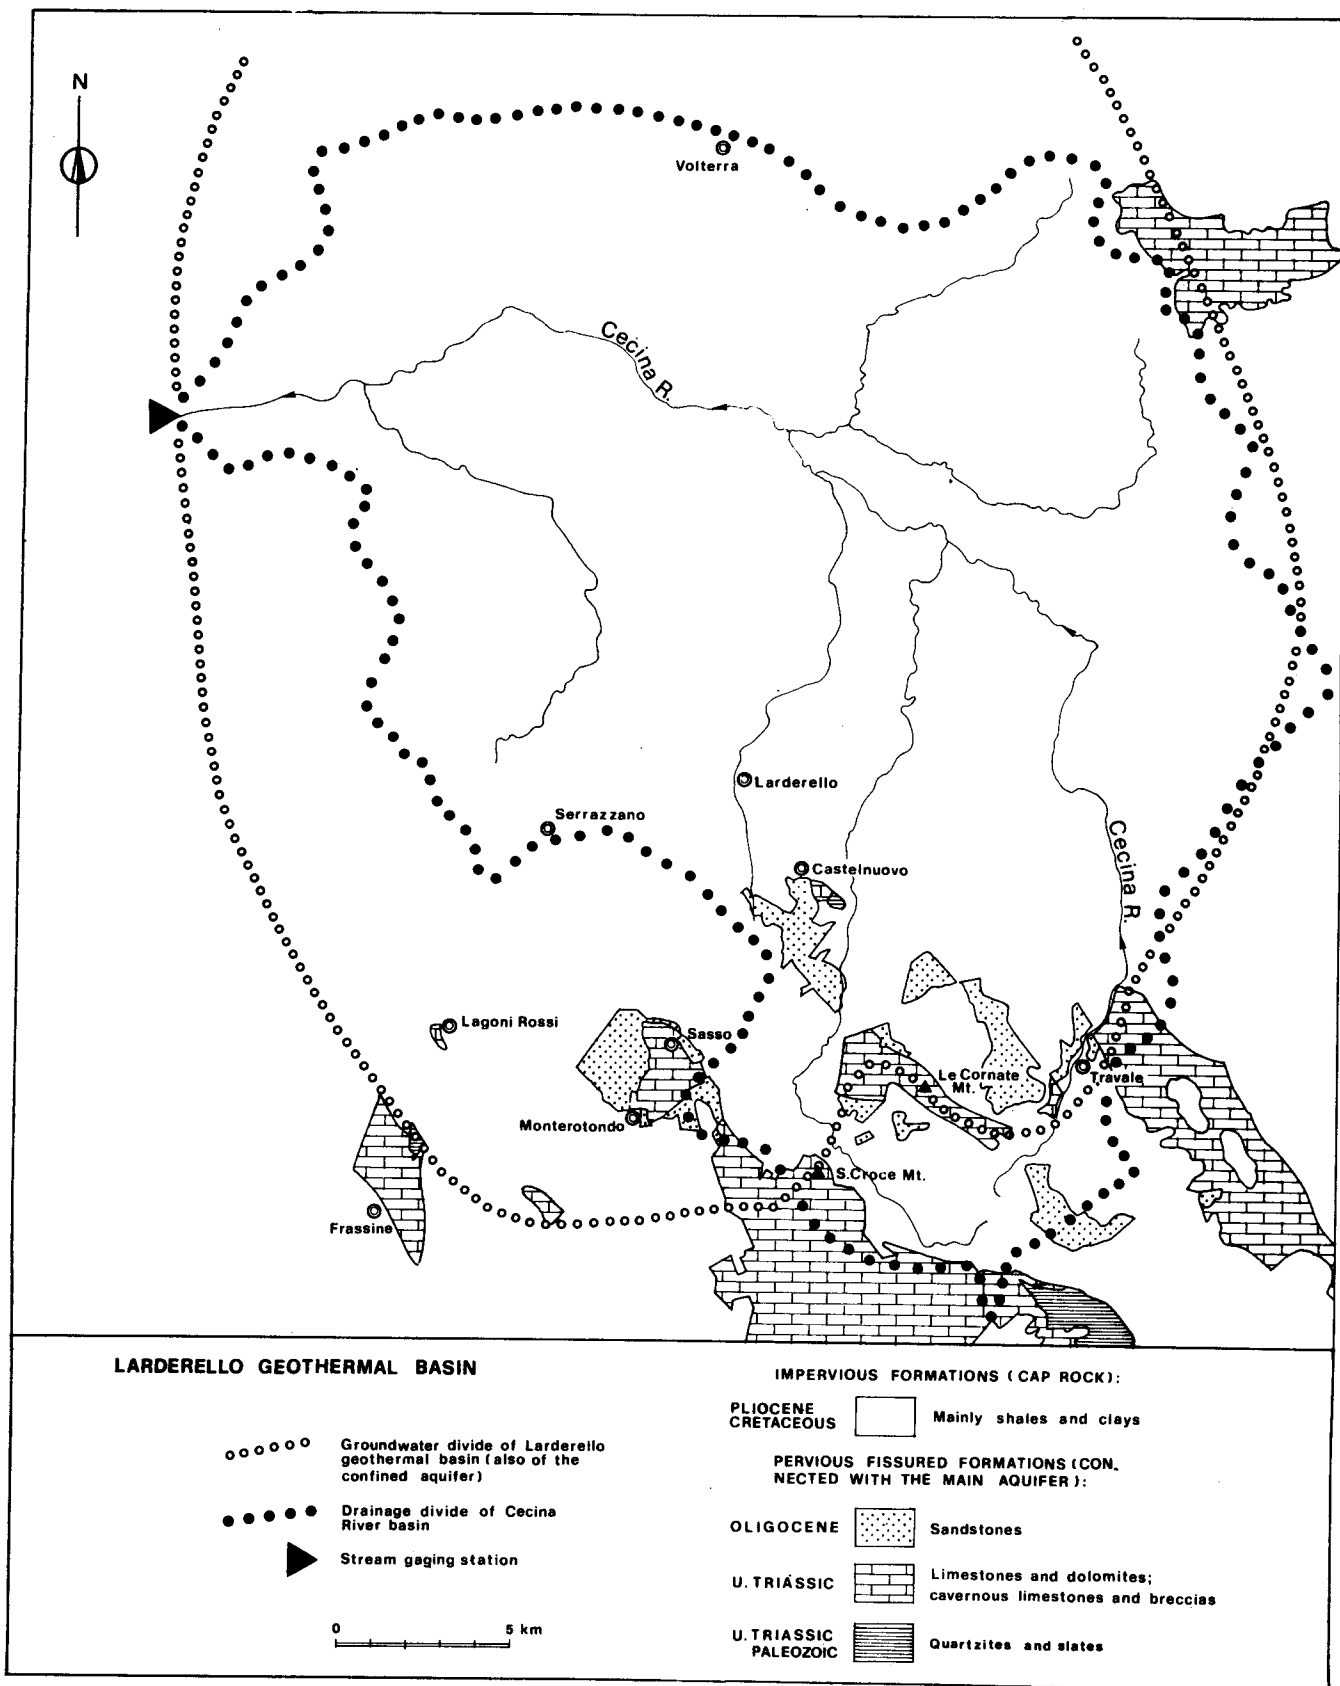 N
Volterra
Cecina R.
Larderello
Serrazzano
Castelnuovo
Cecina R.
Lagoni Rossi
Sasso
Le Cornate
Mt.
Travale
Monterotondo
S.Croce Mt.
Frassine
LARDERELLO GEOTHERMAL BASIN
Groundwater divide of Larderello
geothermal basin (also of the
confined aquifer)
Drainage divide of Cecina
River basin
Stream gaging station
0 5 km
IMPERVIOUS FORMATIONS (CAP ROCK):
PLIOCENE
CRETACEOUS
Mainly shales and clays
PERVIOUS FISSURED FORMATIONS (CON.
NECTED WITH THE MAIN AQUIFER):
OLIGOCENE
Sandstones
U. TRIASSIC
Limestones and dolomites;
cavernous limestones and breccias
U. TRIASSIC
PALEOZOIC
Quartzites and slates